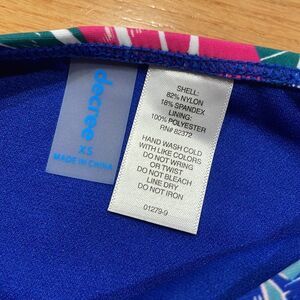 decree
XS
MADE IN CHINA
SHELL:
82% NYLON
18% SPANDEX
LINING:
100% POLYESTER
RN# 82372
HAND WASH COLD
WITH LIKE COLORS
DO NOT WRING
OR TWIST
DO NOT BLEACH
LINE DRY
DO NOT IRON
01279-9